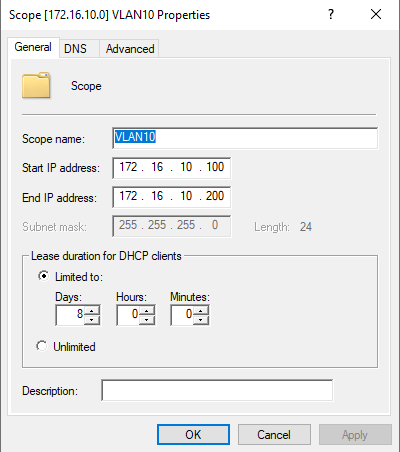 Scope [172.16.10.0] VLAN10 Properties
General DNS Advanced
Scope
Scope name: VLAN10
Start IP address: 172 . 16 . 10 . 100
End IP address: 172 . 16 . 10 . 200
Subnet mask: 255 . 255 . 255 . 0 Length: 24
Lease duration for DHCP clients
Limited to:
Days: Hours: Minutes:
8 0 0
Unlimited
Description:
OK Cancel Apply